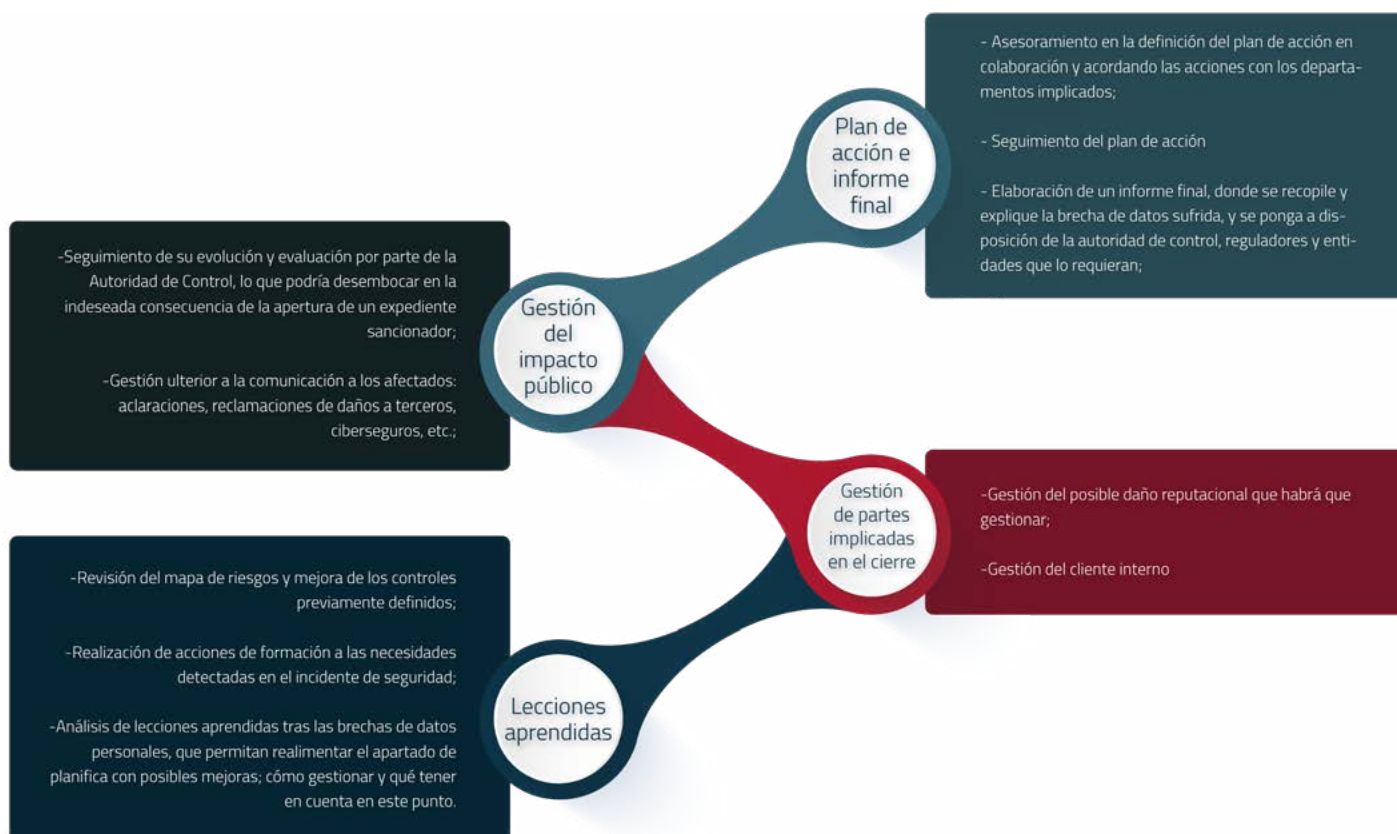 - Asesoramiento en la definición del plan de acción en
colaboración y acordando las acciones con los departa-
mentos implicados;
- Seguimiento del plan de acción
- Elaboración de un informe final, donde se recopile y
explique la brecha de datos sufrida, y se ponga a dis-
posición de la autoridad de control, reguladores y enti-
dades que lo requieran;
Plan de
acción e
informe
final
-Seguimiento de su evolución y evaluación por parte de la
Autoridad de Control, lo que podría desembocar en la
indeseada consecuencia de la apertura de un expediente
sancionador;
-Gestión ulterior a la comunicación a los afectados:
aclaraciones, reclamaciones de daños a terceros,
ciberseguros, etc.;
Gestión
del
impacto
público
Gestión
de partes
implicadas
en el cierre
-Gestión del posible daño reputacional que habrá que
gestionar;
-Gestión del cliente interno
-Revisión del mapa de riesgos y mejora de los controles
previamente definidos;
-Realización de acciones de formación a las necesidades
detectadas en el incidente de seguridad;
-Análisis de lecciones aprendidas tras las brechas de datos
personales, que permitan realimentar el apartado de
planifica con posibles mejoras; cómo gestionar y qué tener
en cuenta en este punto.
Lecciones
aprendidas